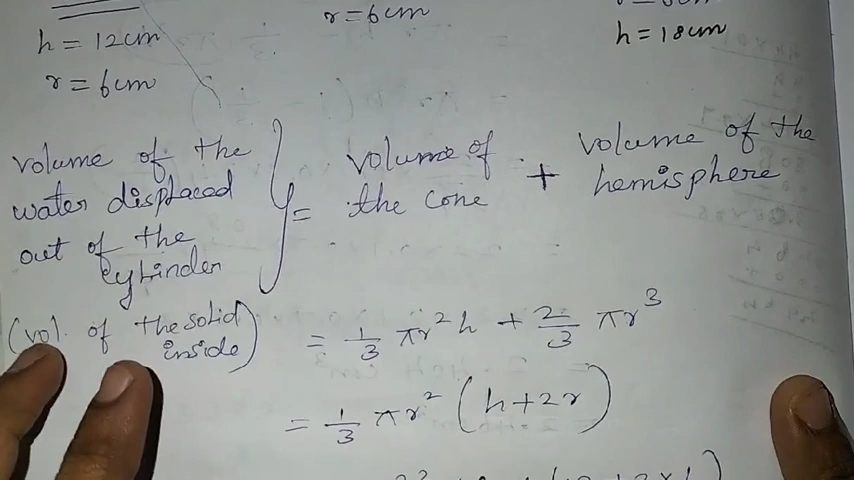 r = 6cm
h = 12cm
r = 6cm
h = 18cm
volume of the
water displaced
out of the
cylinder
= volume of
the cone
+
volume of the
hemisphere
(vol. of the solid
inside)
= 1/3 πr²h + 2/3 πr³
= 1/3 πr² (h+2r)